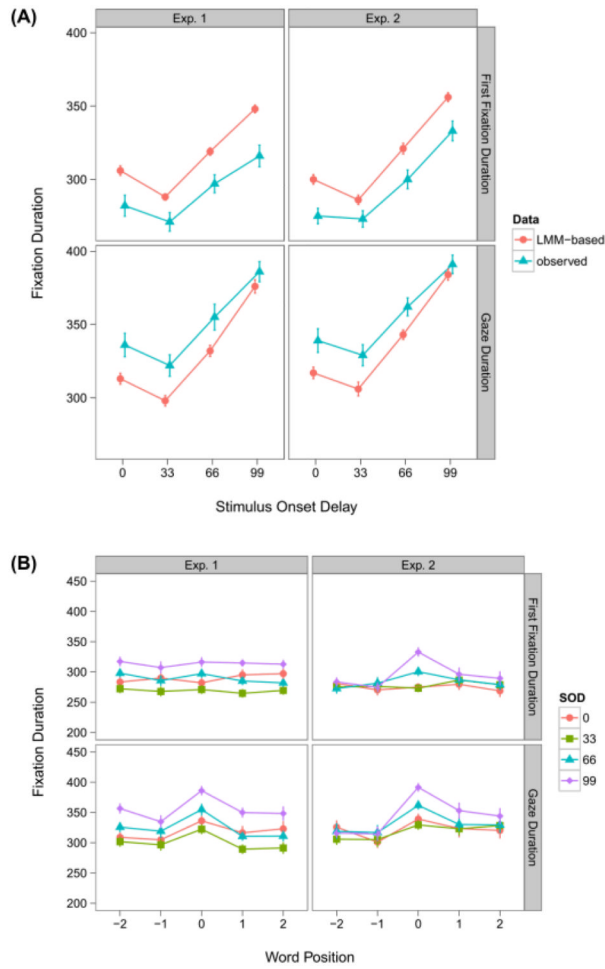 (A)
Exp. 1
Exp. 2
400
350
300
First Fixation Duration
400
350
300
Gaze Duration
Fixation Duration
0 33 66 99
0 33 66 99
Stimulus Onset Delay
Data
LMM-based
observed
(B)
Exp. 1
Exp. 2
450
400
350
300
250
200
First Fixation Duration
450
400
350
300
250
200
Gaze Duration
Fixation Duration
−2 −1 0 1 2
−2 −1 0 1 2
Word Position
SOD
0
33
66
99